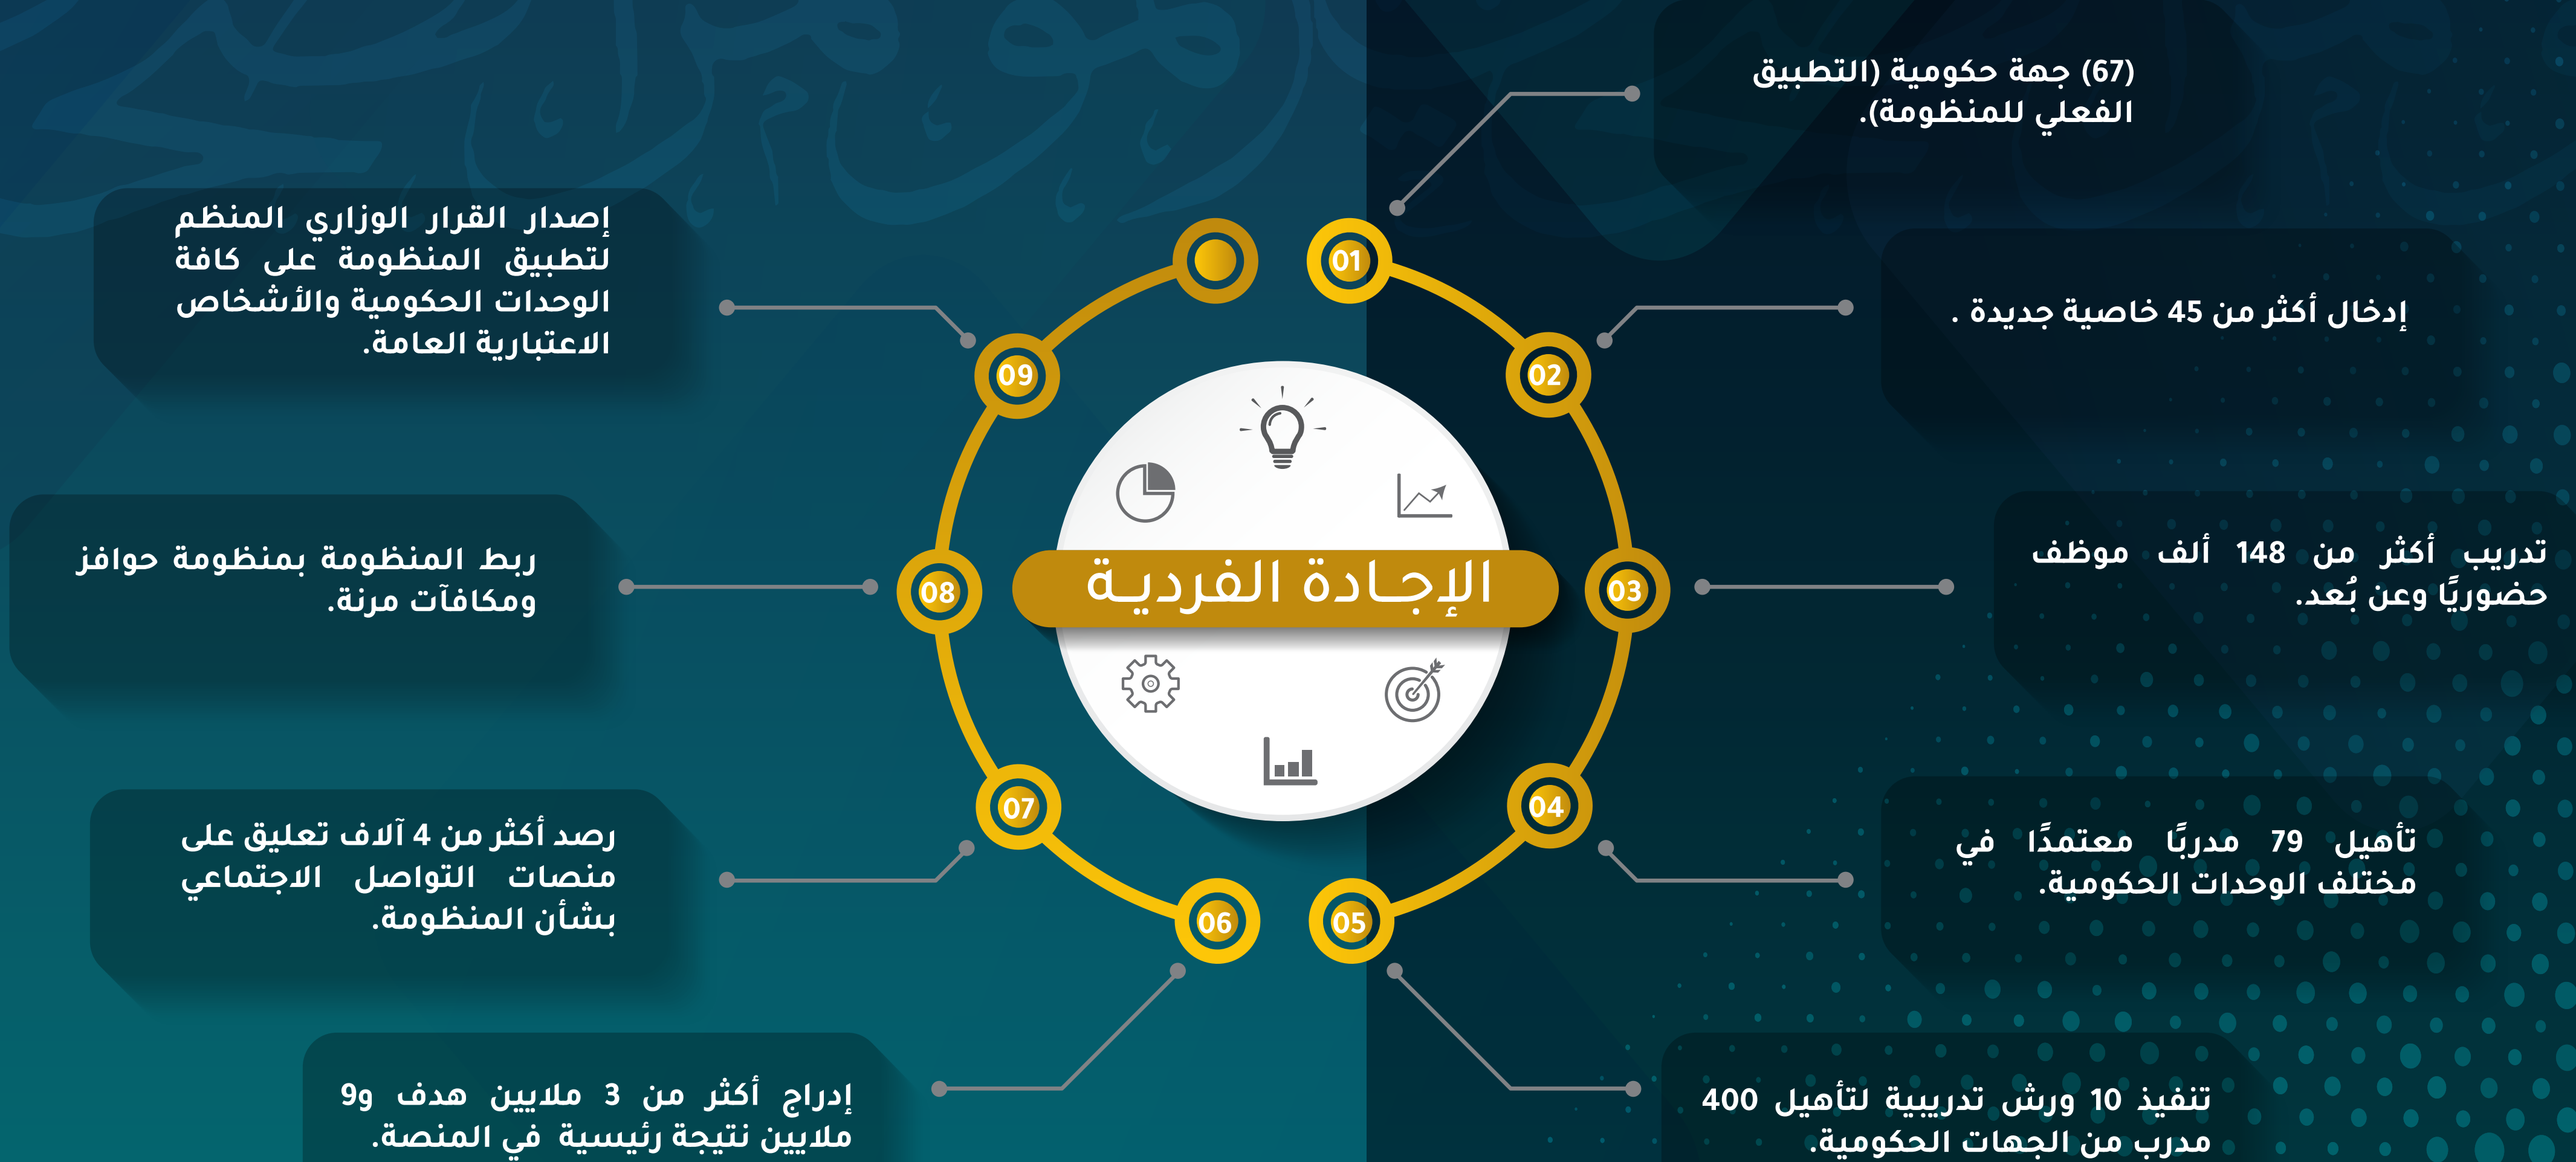 (67) جهة حكومية (التطبيق
الفعلي للمنظومة).
01
إدخال أكثر من 45 خاصية جديدة .
02
تدريب أكثر من 148 ألف موظف
حضوريًا وعن بُعد.
03
تأهيل 79 مدربًا معتمدًا في
مختلف الوحدات الحكومية.
04
تنفيذ 10 ورش تدريبية لتأهيل 400
مدرب من الجهات الحكومية.
05
الإجـادة الفرديـة
إدراج أكثر من 3 ملايين هدف و9
ملايين نتيجة رئيسية في المنصة.
06
رصد أكثر من 4 آلاف تعليق على
منصات التواصل الاجتماعي
بشأن المنظومة.
07
ربط المنظومة بمنظومة حوافز
ومكافآت مرنة.
08
إصدار القرار الوزاري المنظم
لتطبيق المنظومة على كافة
الوحدات الحكومية والأشخاص
الاعتبارية العامة.
09